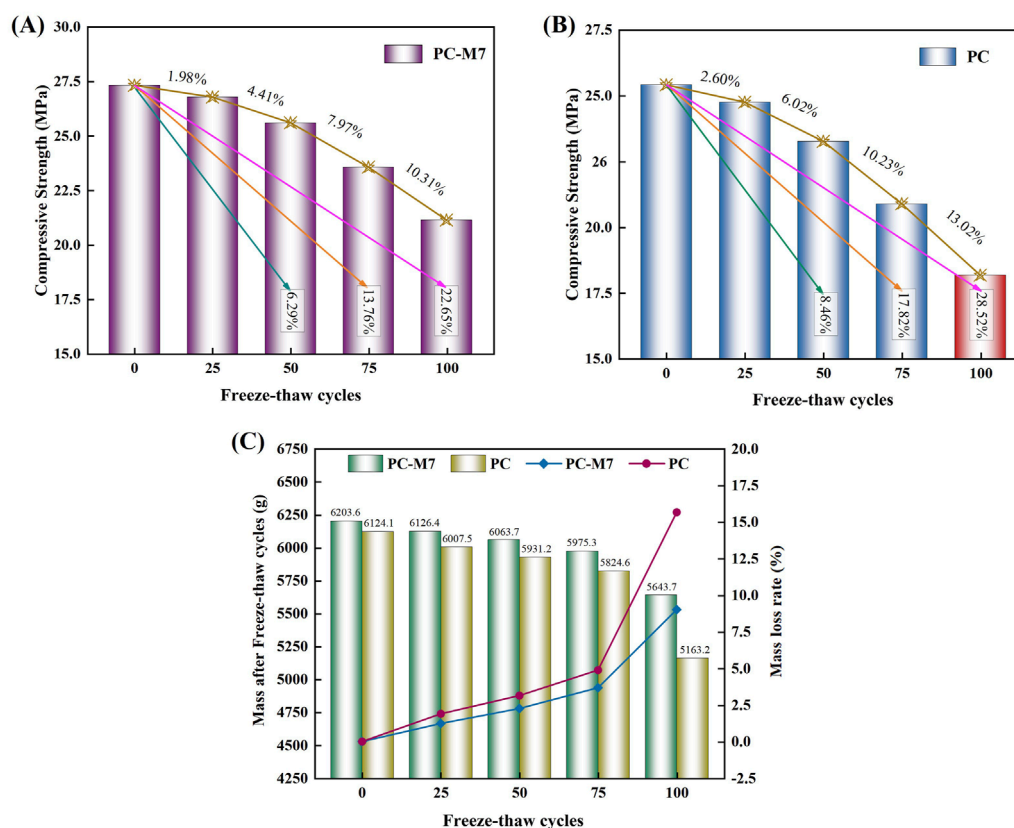 (A)
PC-M7
30.0
27.5
25.0
22.5
20.0
17.5
15.0
Compressive Strength (MPa)
1.98%
4.41%
7.97%
10.31%
6.29%
13.76%
22.65%
0 25 50 75 100
Freeze-thaw cycles
(B)
PC
27.5
25.0
26
20.0
17.5
15.0
Compressive Strength (MPa)
2.60%
6.02%
10.23%
13.02%
8.46%
17.82%
28.52%
0 25 50 75 100
Freeze-thaw cycles
(C)
PC-M7 PC PC-M7 PC
6750
6500
6250
6000
5750
5500
5250
5000
4750
4500
4250
Mass after Freeze-thaw cycles (g)
6203.6 6124.1 6126.4 6007.5 6063.7 5931.2 5975.3 5824.6 5643.7 5163.2
20.0
17.5
15.0
12.5
10.0
7.5
5.0
2.5
0.0
-2.5
Mass loss rate (%)
0 25 50 75 100
Freeze-thaw cycles